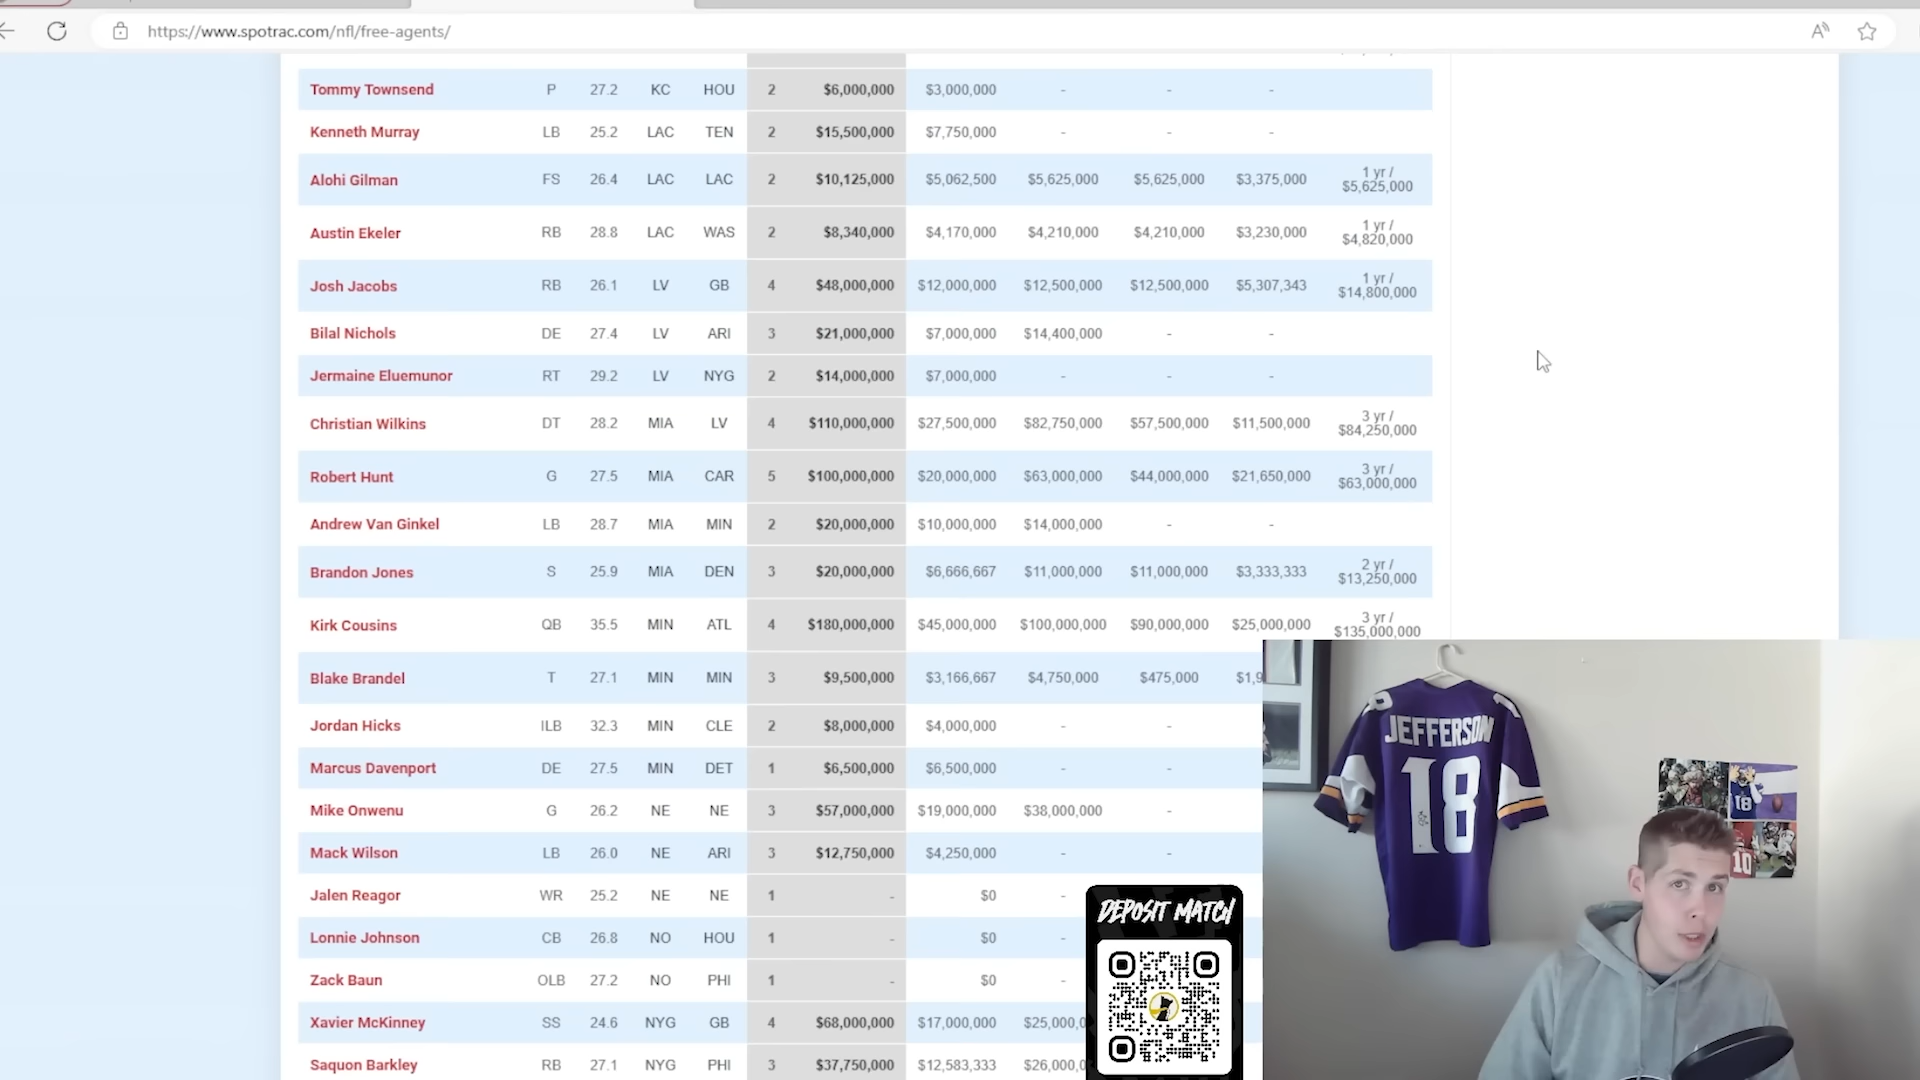 https://www.spotrac.com/nfl/free-agents/
Tommy Townsend P 27.2 KC HOU 2 $6,000,000 $3,000,000 - - -
Kenneth Murray LB 25.2 LAC TEN 2 $15,500,000 $7,750,000 - - -
Alohi Gilman FS 26.4 LAC LAC 2 $10,125,000 $5,062,500 $5,625,000 $5,625,000 $3,375,000 1 yr /
$5,625,000
Austin Ekeler RB 28.8 LAC WAS 2 $8,340,000 $4,170,000 $4,210,000 $4,210,000 $3,230,000 1 yr /
$4,820,000
Josh Jacobs RB 26.1 LV GB 4 $48,000,000 $12,000,000 $12,500,000 $12,500,000 $5,307,343 1 yr /
$14,800,000
Bilal Nichols DE 27.4 LV ARI 3 $21,000,000 $7,000,000 $14,400,000 - -
Jermaine Eluemunor RT 29.2 LV NYG 2 $14,000,000 $7,000,000 - - -
Christian Wilkins DT 28.2 MIA LV 4 $110,000,000 $27,500,000 $82,750,000 $57,500,000 $11,500,000 3 yr /
$84,250,000
Robert Hunt G 27.5 MIA CAR 5 $100,000,000 $20,000,000 $63,000,000 $44,000,000 $21,650,000 3 yr /
$63,000,000
Andrew Van Ginkel LB 28.7 MIA MIN 2 $20,000,000 $10,000,000 $14,000,000 - -
Brandon Jones S 25.9 MIA DEN 3 $20,000,000 $6,666,667 $11,000,000 $11,000,000 $3,333,333 2 yr /
$13,250,000
Kirk Cousins QB 35.5 MIN ATL 4 $180,000,000 $45,000,000 $100,000,000 $90,000,000 $25,000,000 3 yr /
$135,000,000
Blake Brandel T 27.1 MIN MIN 3 $9,500,000 $3,166,667 $4,750,000 $475,000 $1,9
Jordan Hicks ILB 32.3 MIN CLE 2 $8,000,000 $4,000,000 - -
Marcus Davenport DE 27.5 MIN DET 1 $6,500,000 $6,500,000 - -
Mike Onwenu G 26.2 NE NE 3 $57,000,000 $19,000,000 $38,000,000 -
Mack Wilson LB 26.0 NE ARI 3 $12,750,000 $4,250,000 - -
Jalen Reagor WR 25.2 NE NE 1 - $0 -
Lonnie Johnson CB 26.8 NO HOU 1 - $0 -
Zack Baun OLB 27.2 NO PHI 1 - $0 -
Xavier McKinney SS 24.6 NYG GB 4 $68,000,000 $17,000,000 $25,000,0
Saquon Barkley RB 27.1 NYG PHI 3 $37,750,000 $12,583,333 $26,000,0
DEPOSIT MATCH
JEFFERSON
18
18
10